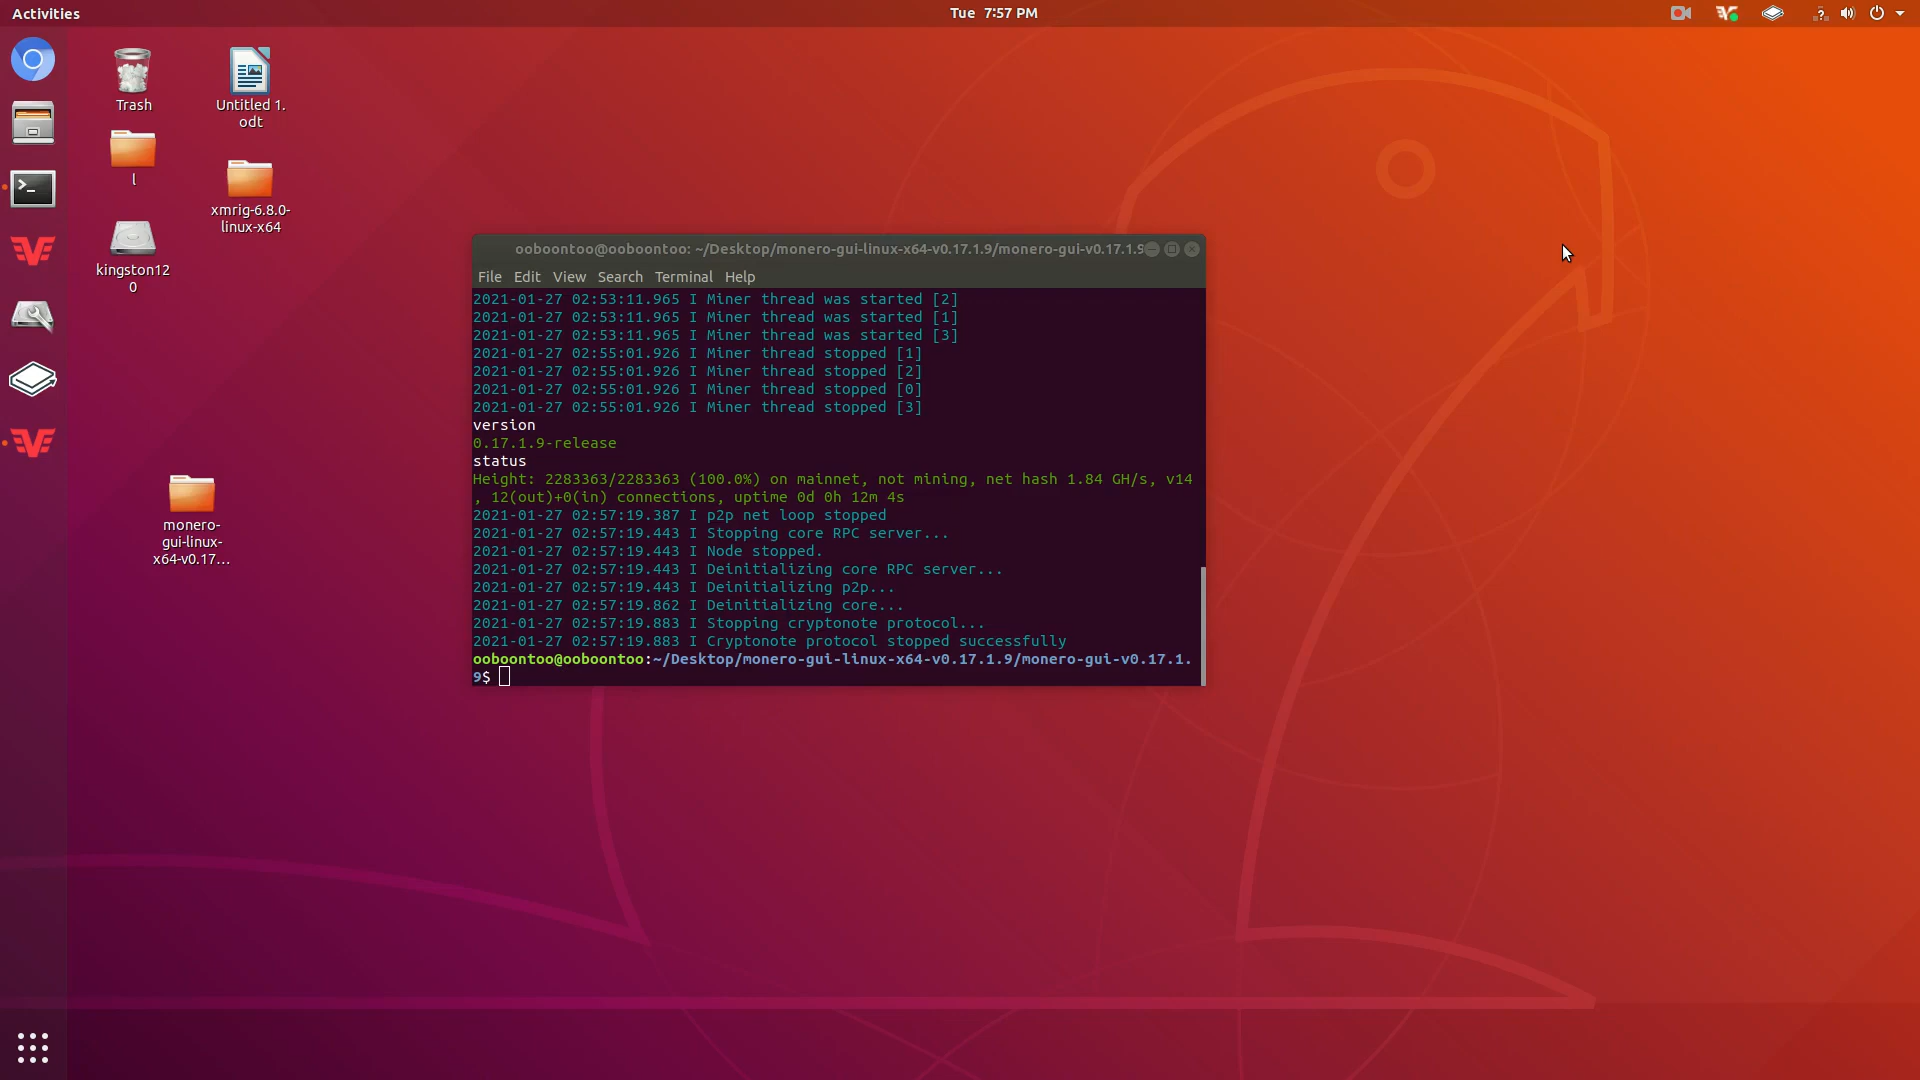 Activities
Tue 7:57 PM
?
Trash
Untitled 1.
odt
l
xmrig-6.8.0-
linux-x64
kingston12
0
monero-
gui-linux-
x64-v0.17...
ooboontoo@ooboontoo: ~/Desktop/monero-gui-linux-x64-v0.17.1.9/monero-gui-v0.17.1.9
File Edit View Search Terminal Help
2021-01-27 02:53:11.965 I Miner thread was started [2]
2021-01-27 02:53:11.965 I Miner thread was started [1]
2021-01-27 02:53:11.965 I Miner thread was started [3]
2021-01-27 02:55:01.926 I Miner thread stopped [1]
2021-01-27 02:55:01.926 I Miner thread stopped [2]
2021-01-27 02:55:01.926 I Miner thread stopped [0]
2021-01-27 02:55:01.926 I Miner thread stopped [3]
version
0.17.1.9-release
status
Height: 2283363/2283363 (100.0%) on mainnet, not mining, net hash 1.84 GH/s, v14
, 12(out)+0(in) connections, uptime 0d 0h 12m 4s
2021-01-27 02:57:19.387 I p2p net loop stopped
2021-01-27 02:57:19.443 I Stopping core RPC server...
2021-01-27 02:57:19.443 I Node stopped.
2021-01-27 02:57:19.443 I Deinitializing core RPC server...
2021-01-27 02:57:19.443 I Deinitializing p2p...
2021-01-27 02:57:19.862 I Deinitializing core...
2021-01-27 02:57:19.883 I Stopping cryptonote protocol...
2021-01-27 02:57:19.883 I Cryptonote protocol stopped successfully
ooboontoo@ooboontoo:~/Desktop/monero-gui-linux-x64-v0.17.1.9/monero-gui-v0.17.1.
9$